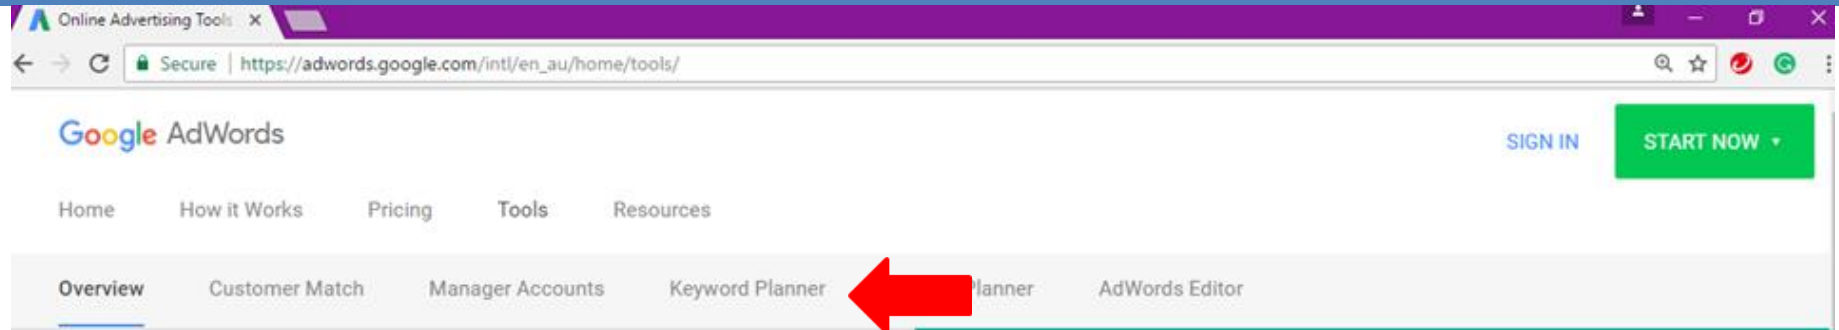 Online Advertising Tools
Secure | https://adwords.google.com/intl/en_au/home/tools/
Google AdWords
SIGN IN
START NOW
Home How it Works Pricing Tools Resources
Overview Customer Match Manager Accounts Keyword Planner Planner AdWords Editor